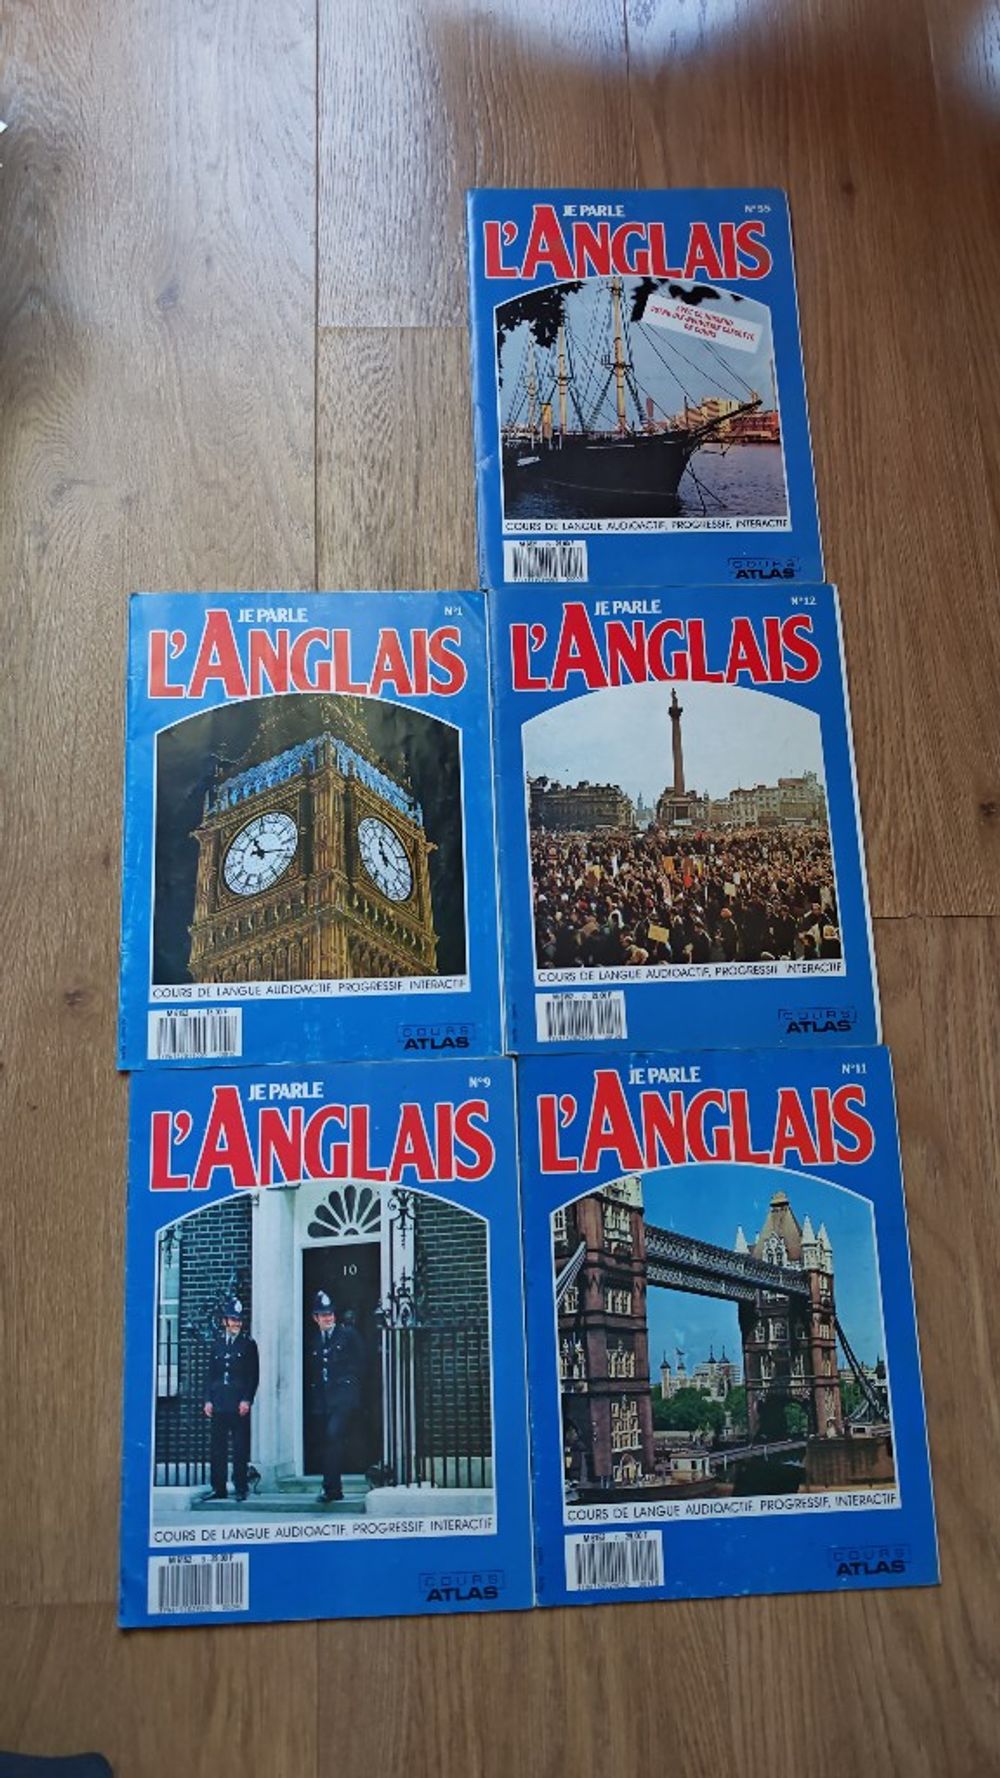 JE PARLE
N°55
L'ANGLAIS
COURS DE LANGUE AUDIOACTIF, PROGRESSIF, INTERACTIF
COURS
ATLAS
JE PARLE
N°1
L'ANGLAIS
COURS DE LANGUE AUDIOACTIF, PROGRESSIF, INTERACTIF
COURS
ATLAS
JE PARLE
N°12
L'ANGLAIS
COURS DE LANGUE AUDIOACTIF, PROGRESSIF, INTERACTIF
COURS
ATLAS
JE PARLE
N°9
L'ANGLAIS
10
COURS DE LANGUE AUDIOACTIF, PROGRESSIF, INTERACTIF
COURS
ATLAS
JE PARLE
N°11
L'ANGLAIS
COURS DE LANGUE AUDIOACTIF, PROGRESSIF, INTERACTIF
COURS
ATLAS